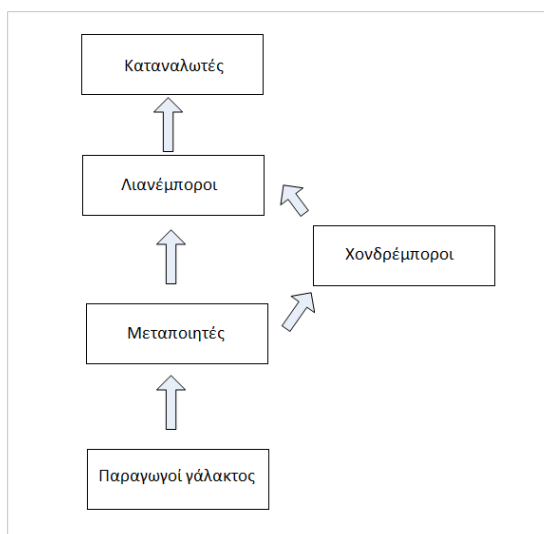 Καταναλωτές
Λιανέμποροι
Χονδρέμποροι
Μεταποιητές
Παραγωγοί γάλακτος